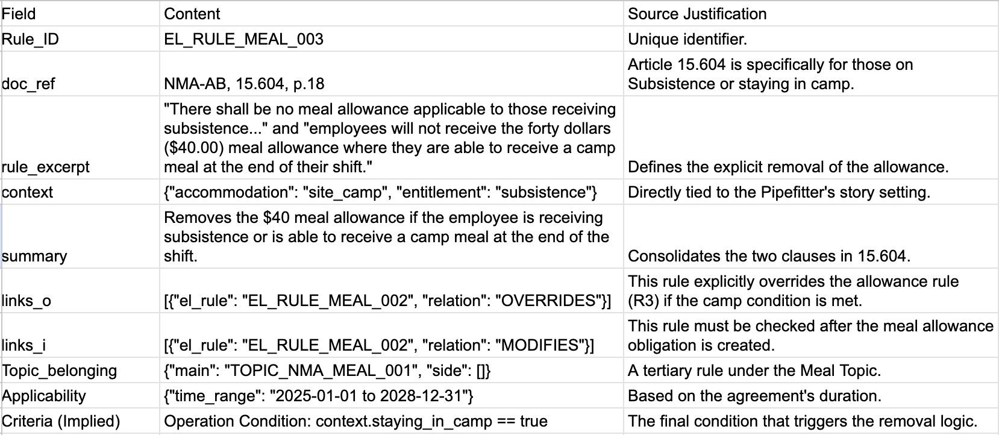 Field Content Source Justification
Rule_ID EL_RULE_MEAL_003 Unique identifier.
Article 15.604 is specifically for those on
doc_ref NMA-AB, 15.604, p.18 Subsistence or staying in camp.
"There shall be no meal allowance applicable to those receiving
subsistence..." and "employees will not receive the forty dollars
($40.00) meal allowance where they are able to receive a camp
rule_excerpt meal at the end of their shift." Defines the explicit removal of the allowance.
context {"accommodation": "site_camp", "entitlement": "subsistence"} Directly tied to the Pipefitter's story setting.
Removes the $40 meal allowance if the employee is receiving
subsistence or is able to receive a camp meal at the end of the
summary shift. Consolidates the two clauses in 15.604.
This rule explicitly overrides the allowance rule
links_o [{"el_rule": "EL_RULE_MEAL_002", "relation": "OVERRIDES"}] (R3) if the camp condition is met.
This rule must be checked after the meal allowance
links_i [{"el_rule": "EL_RULE_MEAL_002", "relation": "MODIFIES"}] obligation is created.
Topic_belonging {"main": "TOPIC_NMA_MEAL_001", "side": []} A tertiary rule under the Meal Topic.
Applicability {"time_range": "2025-01-01 to 2028-12-31"} Based on the agreement's duration.
Criteria (Implied) Operation Condition: context.staying_in_camp == true The final condition that triggers the removal logic.